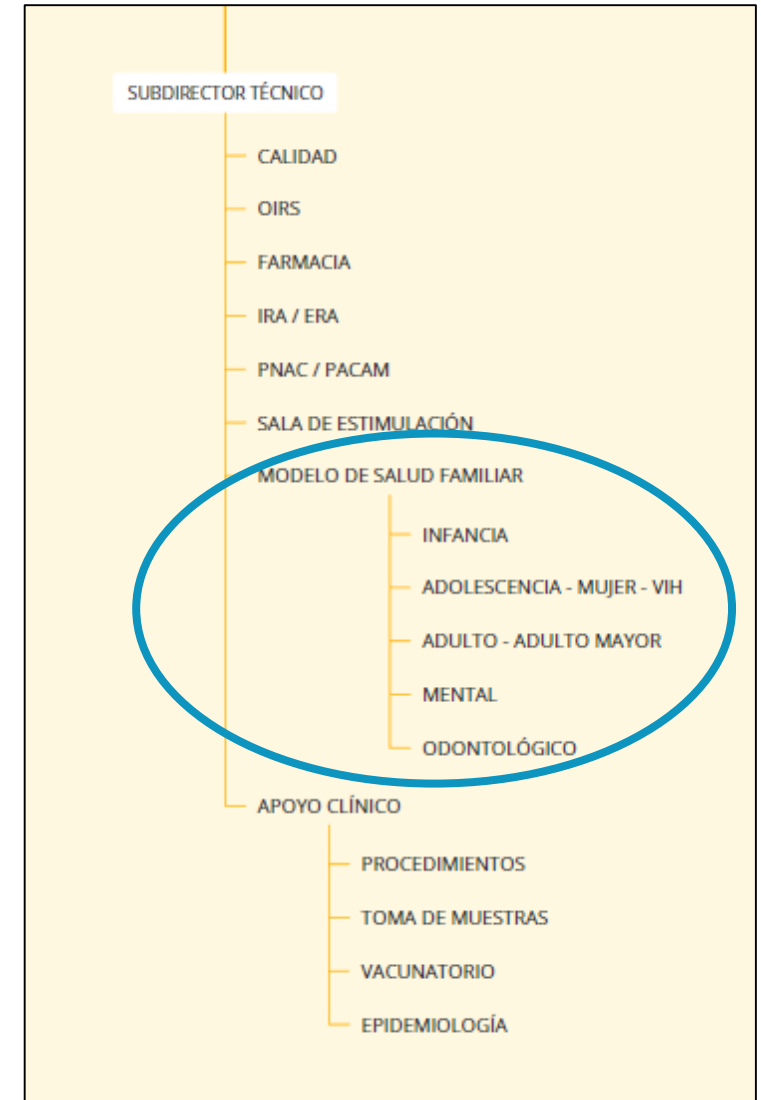 SUBDIRECTOR TÉCNICO
CALIDAD
OIRS
FARMACIA
IRA / ERA
PNAC / PACAM
SALA DE ESTIMULACIÓN
MODELO DE SALUD FAMILIAR
INFANCIA
ADOLESCENCIA - MUJER - VIH
ADULTO - ADULTO MAYOR
MENTAL
ODONTOLÓGICO
APOYO CLÍNICO
PROCEDIMIENTOS
TOMA DE MUESTRAS
VACUNATORIO
EPIDEMIOLOGÍA